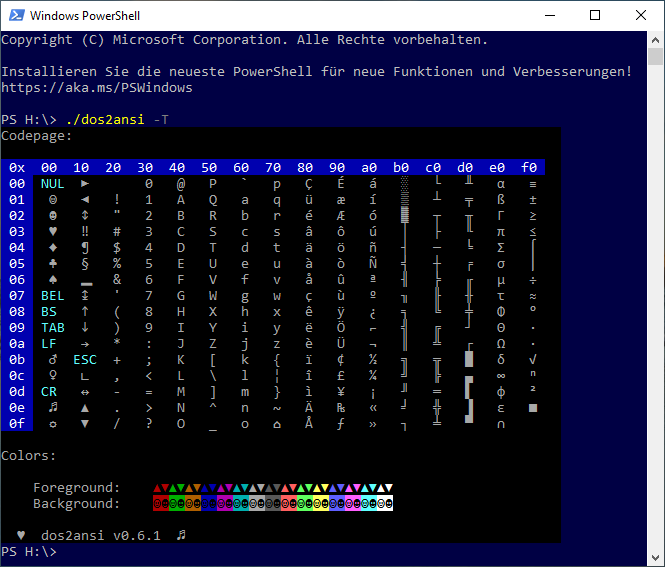 Windows PowerShell
Copyright (C) Microsoft Corporation. Alle Rechte vorbehalten.
Installieren Sie die neueste PowerShell für neue Funktionen und Verbesserungen!
https://aka.ms/PSWindows
PS H:\> ./dos2ansi -T
Codepage:
0x 00 10 20 30 40 50 60 70 80 90 a0 b0 c0 d0 e0 f0
00 NUL ► 0 @ P ` p Ç É á ░ └ ╨ α ≡
01 ☺ ◄ ! 1 A Q a q ü æ í ▒ ┴ ╤ ß ±
02 ☻ ↕ " 2 B R b r é Æ ó ▓ ┬ ╥ Γ ≥
03 ♥ ‼ # 3 C S c s â ô ú │ ├ ╙ π ≤
04 ♦ ¶ $ 4 D T d t ä ö ñ ┤ ─ ╘ Σ ⌠
05 ♣ § % 5 E U e u à ò Ñ ╡ ┼ ╒ σ ⌡
06 ♠ ▬ & 6 F V f v å û ª ╢ ╞ ╓ µ ÷
07 BEL ↨ ' 7 G W g w ç ù º ╖ ╟ ╫ τ ≈
08 BS ↑ ( 8 H X h x ê ÿ ¿ ╕ ╚ ╪ Φ °
09 TAB ↓ ) 9 I Y i y ë Ö ⌐ ╣ ╔ ┘ Θ ∙
0a LF → * : J Z j z è Ü ¬ ║ ╩ ┌ Ω ·
0b ♂ ESC + ; K [ k { ï ¢ ½ ╗ ╦ █ δ √
0c ♀ ∟ , < L \ l ¦ î £ ¼ ╝ ╠ ▄ ∞ ⁿ
0d CR ↔ - = M ] m } ì ¥ ¡ ╜ ═ ▌ φ ²
0e ♫ ▲ . > N ^ n ~ Ä ₧ « ╛ ╬ ▐ ε ■
0f ☼ ▼ / ? O _ o ⌂ Å ƒ » ┐ ╧ ▀ ∩
Colors:
Foreground: ▲▼▲▼▲▼▲▼▲▼▲▼▲▼▲▼▲▼▲▼▲▼▲▼▲▼▲▼▲▼
Background: ☺☻☺☻☺☻☺☻☺☻☺☻☺☻☺☻☺☻☺☻☺☻☺☻☺☻☺☻☺☻
♥ dos2ansi v0.6.1 ♫
PS H:\>